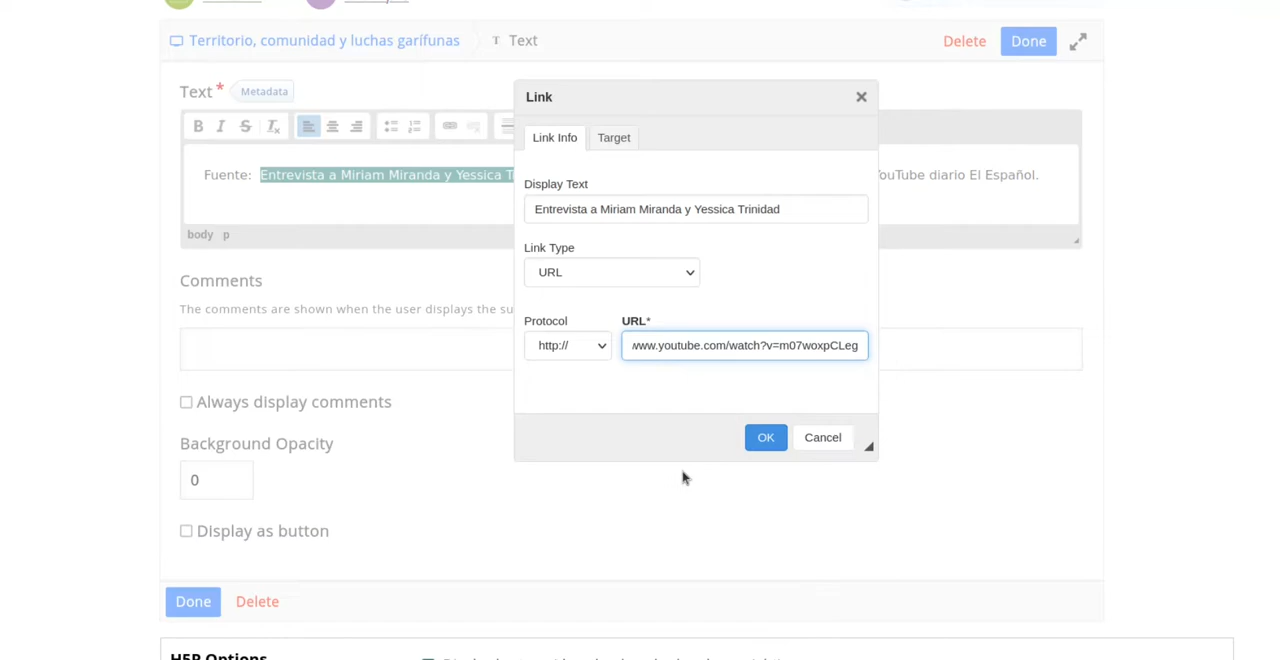 Territorio, comunidad y luchas garífunas
T Text
Delete
Done
Text *
Metadata
Link
Link Info
Target
B I S Tx
Fuente: Entrevista a Miriam Miranda y Yessica T
YouTube diario El Español.
body p
Display Text
Entrevista a Miriam Miranda y Yessica Trinidad
Link Type
URL
Comments
The comments are shown when the user displays the su
Protocol
URL*
http://
www.youtube.com/watch?v=m07woxpCLeg
Always display comments
OK
Cancel
Background Opacity
0
Display as button
Done
Delete
H5P Options